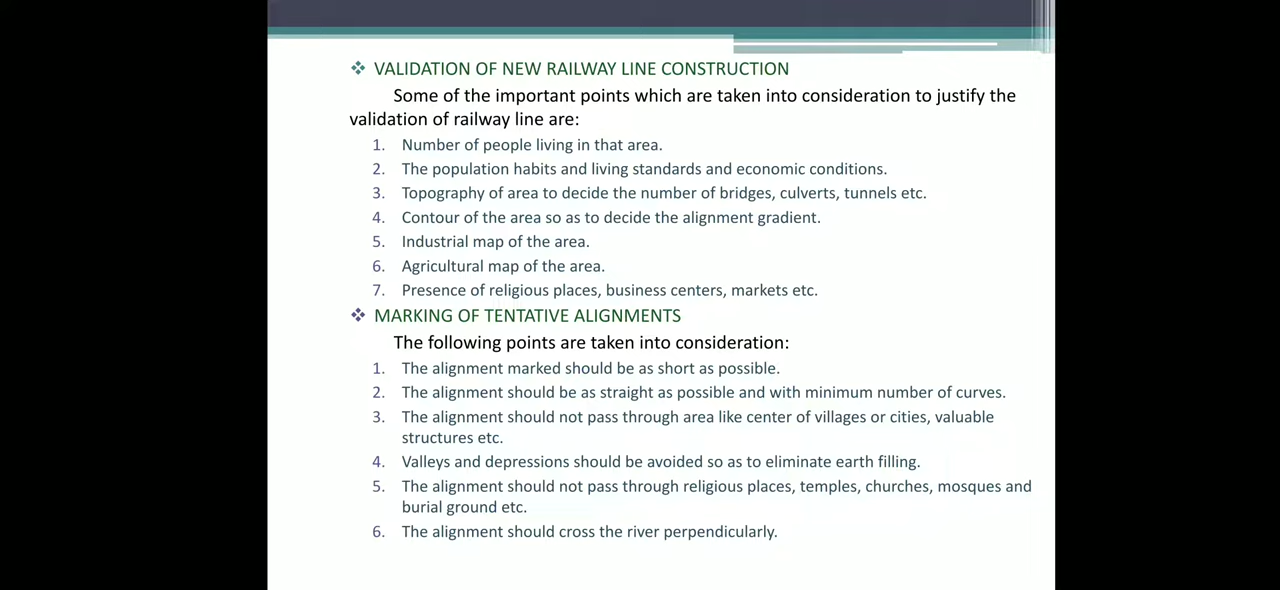 ❖ VALIDATION OF NEW RAILWAY LINE CONSTRUCTION
Some of the important points which are taken into consideration to justify the
validation of railway line are:
1. Number of people living in that area.
2. The population habits and living standards and economic conditions.
3. Topography of area to decide the number of bridges, culverts, tunnels etc.
4. Contour of the area so as to decide the alignment gradient.
5. Industrial map of the area.
6. Agricultural map of the area.
7. Presence of religious places, business centers, markets etc.
❖ MARKING OF TENTATIVE ALIGNMENTS
The following points are taken into consideration:
1. The alignment marked should be as short as possible.
2. The alignment should be as straight as possible and with minimum number of curves.
3. The alignment should not pass through area like center of villages or cities, valuable
structures etc.
4. Valleys and depressions should be avoided so as to eliminate earth filling.
5. The alignment should not pass through religious places, temples, churches, mosques and
burial ground etc.
6. The alignment should cross the river perpendicularly.